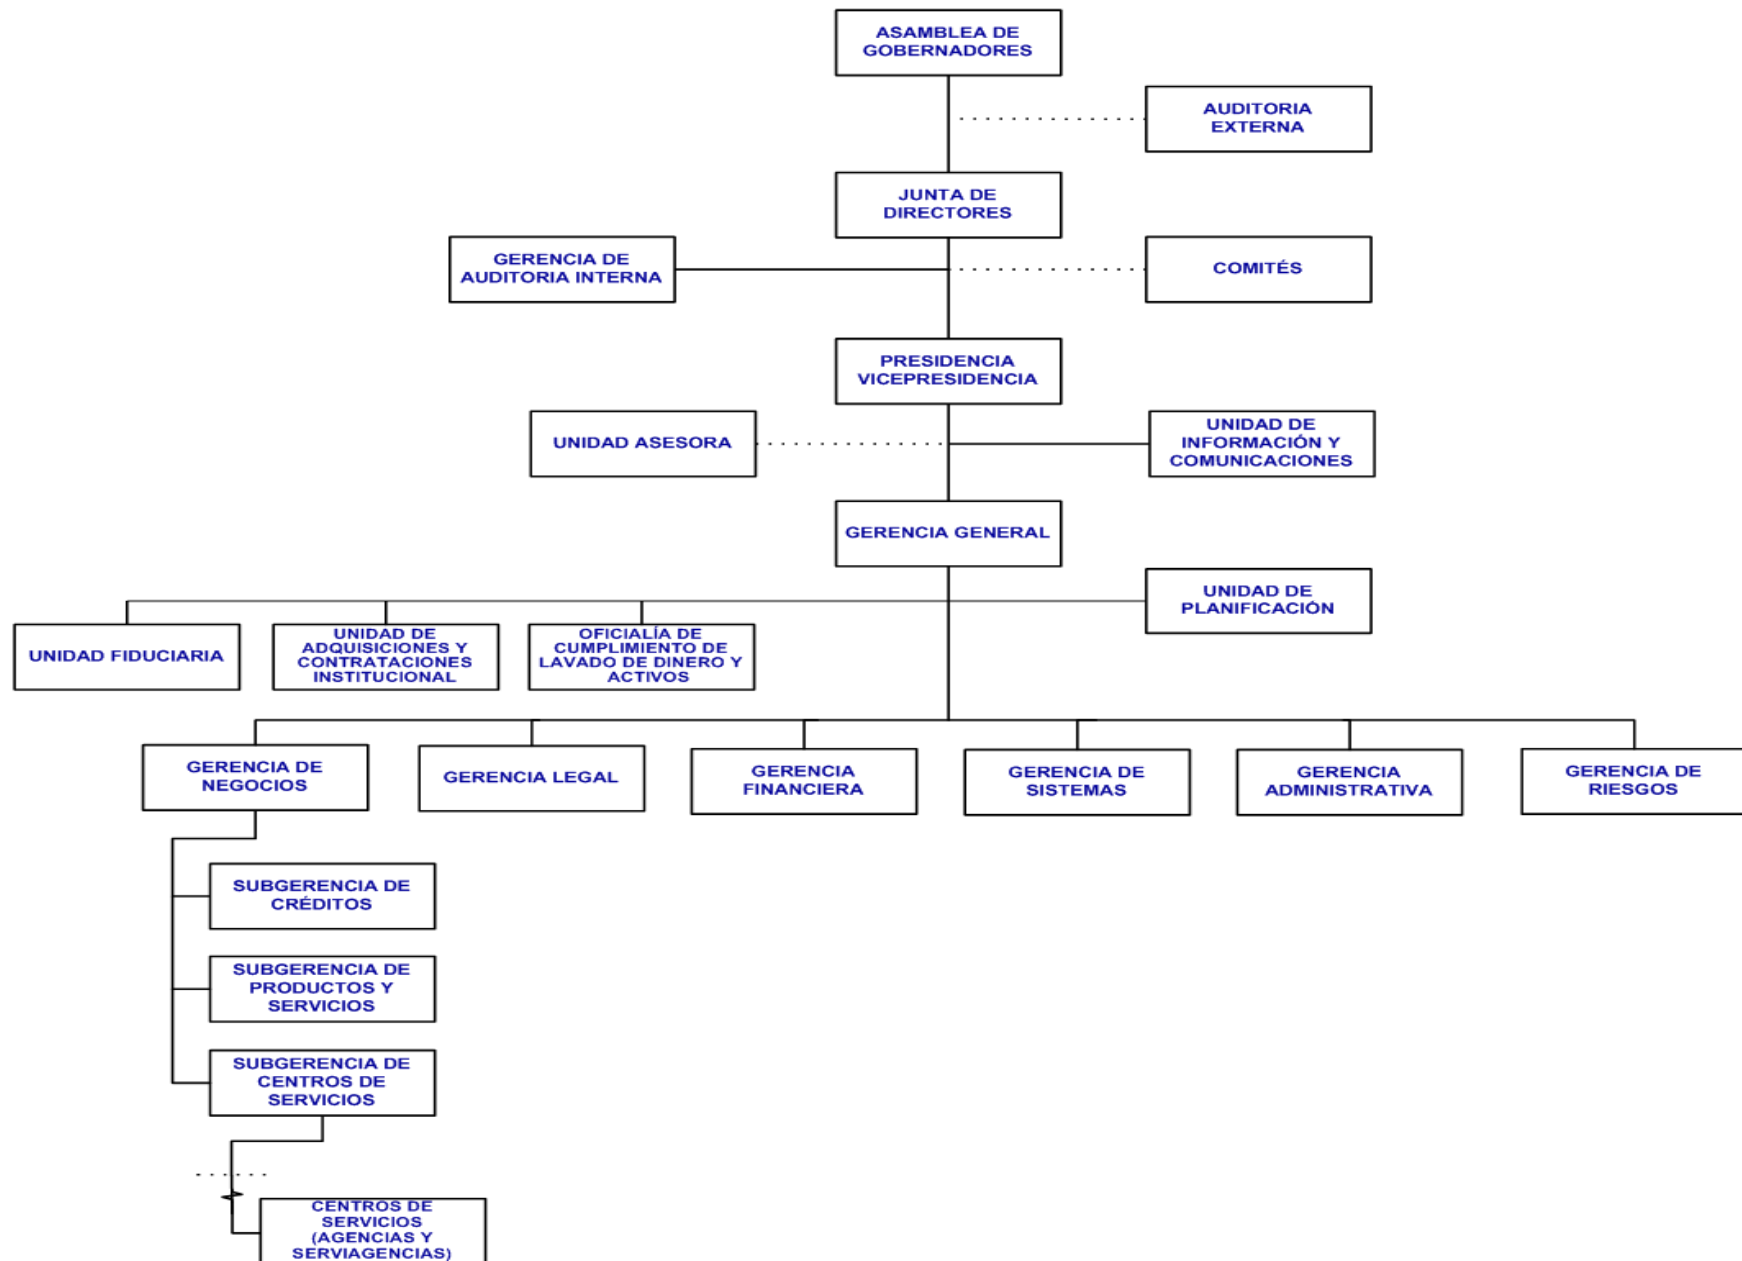 ASAMBLEA DE
GOBERNADORES
AUDITORIA
EXTERNA
JUNTA DE
DIRECTORES
GERENCIA DE
AUDITORIA INTERNA
COMITÉS
PRESIDENCIA
VICEPRESIDENCIA
UNIDAD ASESORA
UNIDAD DE
INFORMACIÓN Y
COMUNICACIONES
GERENCIA GENERAL
UNIDAD DE
PLANIFICACIÓN
UNIDAD FIDUCIARIA
UNIDAD DE
ADQUISICIONES Y
CONTRATACIONES
INSTITUCIONAL
OFICIALÍA DE
CUMPLIMIENTO DE
LAVADO DE DINERO Y
ACTIVOS
GERENCIA DE
NEGOCIOS
GERENCIA LEGAL
GERENCIA
FINANCIERA
GERENCIA DE
SISTEMAS
GERENCIA
ADMINISTRATIVA
GERENCIA DE
RIESGOS
SUBGERENCIA DE
CRÉDITOS
SUBGERENCIA DE
PRODUCTOS Y
SERVICIOS
SUBGERENCIA DE
CENTROS DE
SERVICIOS
CENTROS DE
SERVICIOS
(AGENCIAS Y
SERVIAGENCIAS)